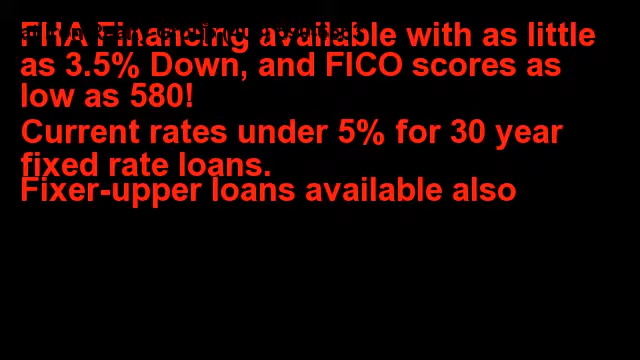 FHA Financing available with as little
as 3.5% Down, and FICO scores as
low as 580!
Current rates under 5% for 30 year
fixed rate loans.
Fixer-upper loans available also